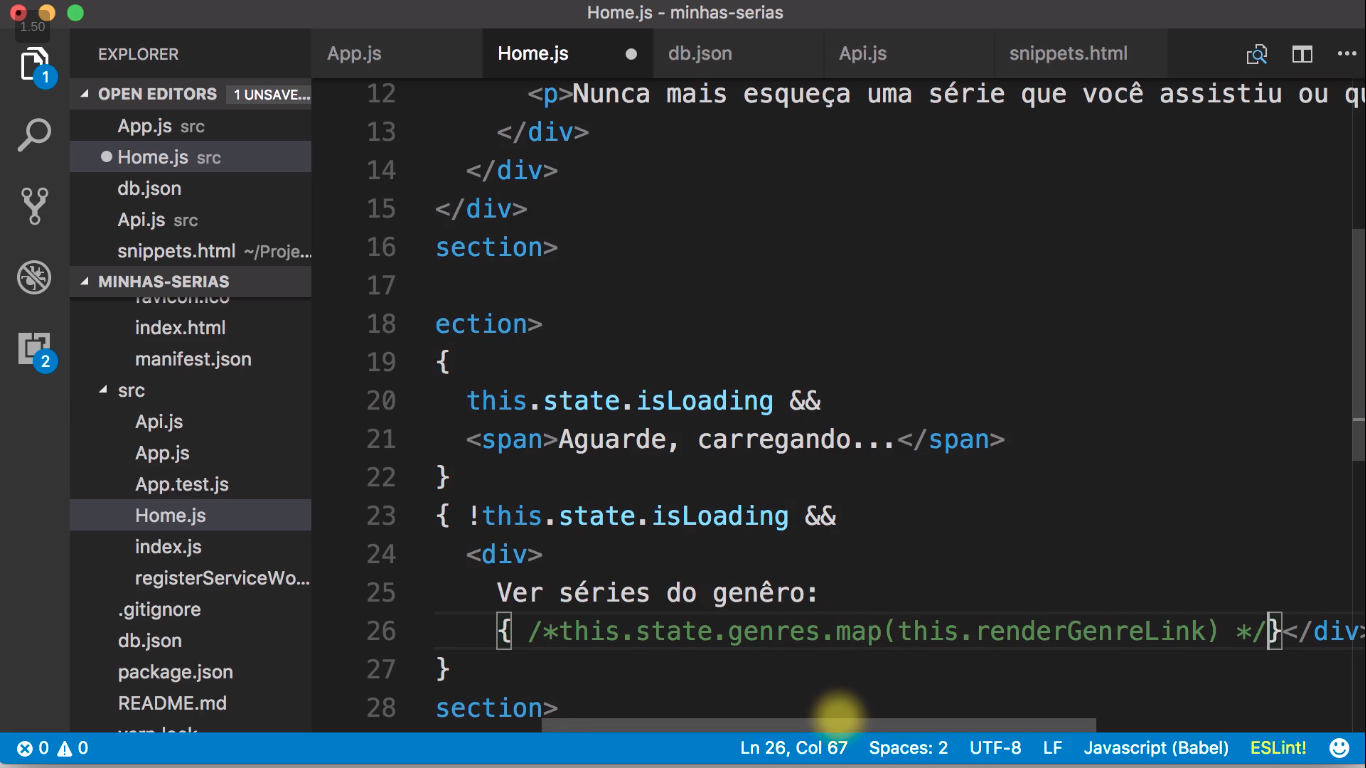 Home.js - minhas-serias
1.50
1
2
EXPLORER
OPEN EDITORS 1 UNSAVE...
App.js src
Home.js src
db.json
Api.js src
snippets.html ~/Proje...
MINHAS-SERIAS
favicon.ico
index.html
manifest.json
src
Api.js
App.js
App.test.js
Home.js
index.js
registerServiceWo...
.gitignore
db.json
package.json
README.md
yarn.lock
App.js Home.js db.json Api.js snippets.html
12 <p>Nunca mais esqueça uma série que você assistiu ou qu
13 </div>
14 </div>
15 </div>
16 section>
17
18 ection>
19 {
20 this.state.isLoading &&
21 <span>Aguarde, carregando...</span>
22 }
23 { !this.state.isLoading &&
24 <div>
25 Ver séries do genêro:
26 { /*this.state.genres.map(this.renderGenreLink) */}</div>
27 }
28 section>
0 0 Ln 26, Col 67 Spaces: 2 UTF-8 LF Javascript (Babel) ESLint!